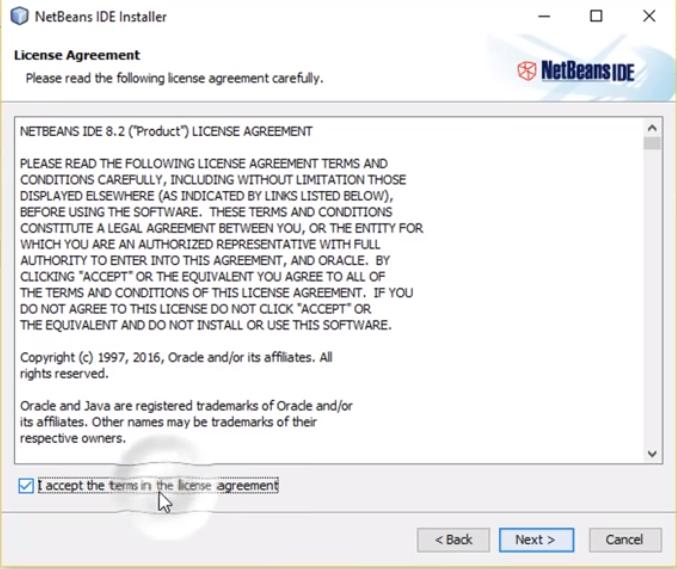 NetBeans IDE Installer
License Agreement
Please read the following license agreement carefully.
NetBeans IDE
NETBEANS IDE 8.2 ("Product") LICENSE AGREEMENT
PLEASE READ THE FOLLOWING LICENSE AGREEMENT TERMS AND
CONDITIONS CAREFULLY, INCLUDING WITHOUT LIMITATION THOSE
DISPLAYED ELSEWHERE (AS INDICATED BY LINKS LISTED BELOW),
BEFORE USING THE SOFTWARE.  THESE TERMS AND CONDITIONS
CONSTITUTE A LEGAL AGREEMENT BETWEEN YOU, OR THE ENTITY FOR
WHICH YOU ARE AN AUTHORIZED REPRESENTATIVE WITH FULL
AUTHORITY TO ENTER INTO THIS AGREEMENT, AND ORACLE.  BY
CLICKING "ACCEPT" OR THE EQUIVALENT YOU AGREE TO ALL OF
THE TERMS AND CONDITIONS OF THIS LICENSE AGREEMENT.  IF YOU
DO NOT AGREE TO THIS LICENSE DO NOT CLICK "ACCEPT" OR
THE EQUIVALENT AND DO NOT INSTALL OR USE THIS SOFTWARE.
Copyright (c) 1997, 2016, Oracle and/or its affiliates. All
rights reserved.
Oracle and Java are registered trademarks of Oracle and/or
its affiliates. Other names may be trademarks of their
respective owners.
I accept the terms in the license agreement
< Back
Next >
Cancel